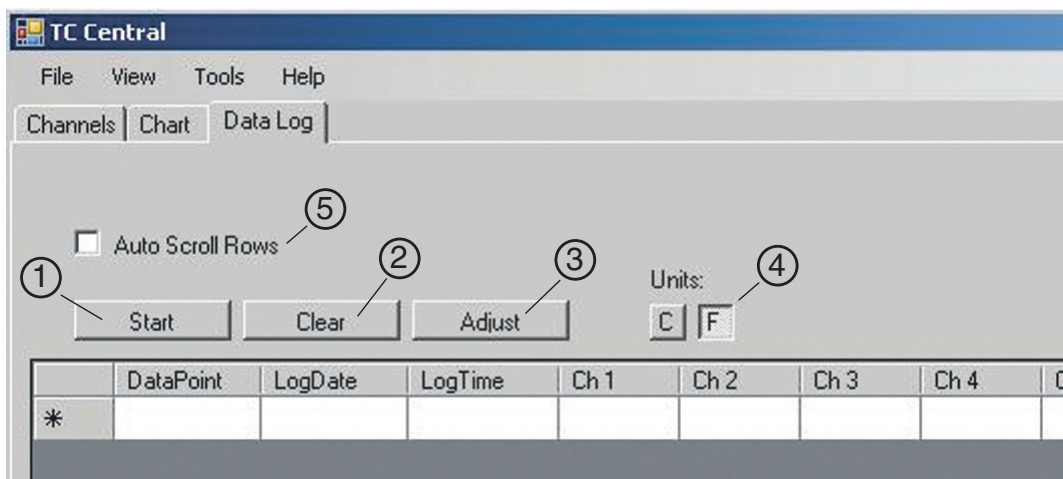 TC Central
File View Tools Help
Channels Chart Data Log
5
Auto Scroll Rows
1 2 3 4
Units:
Start Clear Adjust C F
DataPoint LogDate LogTime Ch 1 Ch 2 Ch 3 Ch 4
*